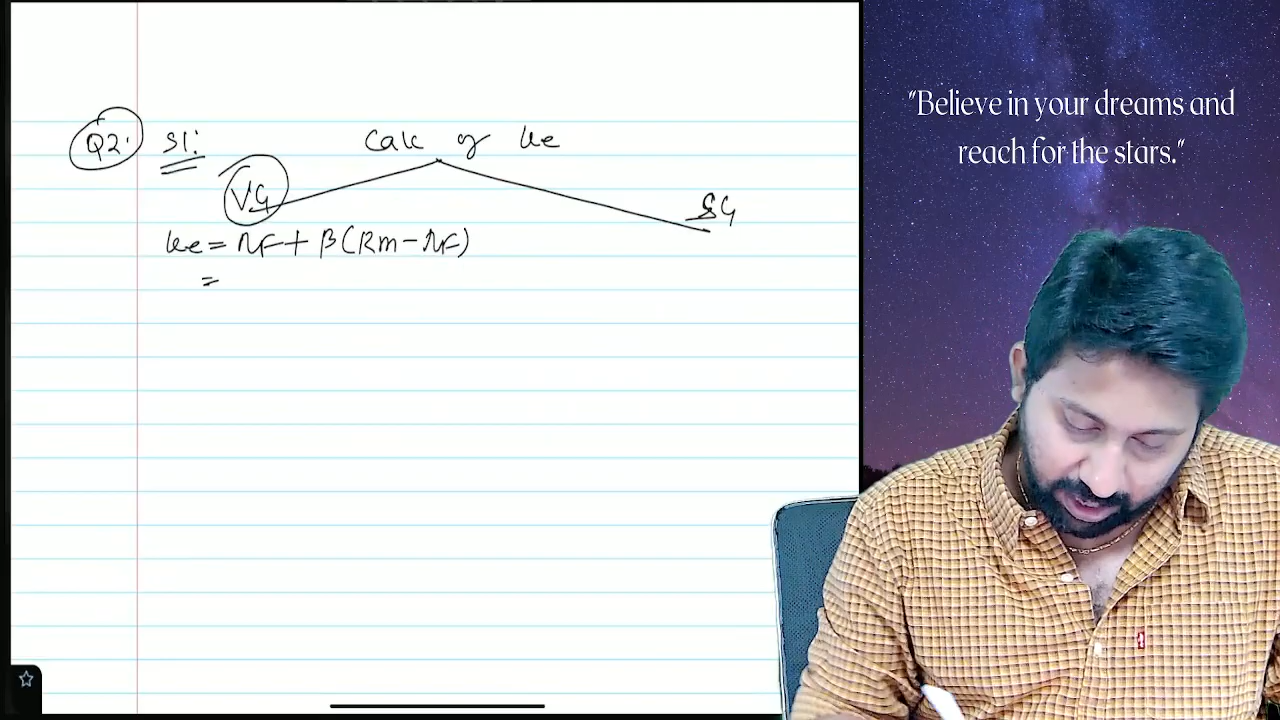 Q2. S1: Calc of ke
V.G SG
ke = RF + β(Rm - RF)
=
"Believe in your dreams and
reach for the stars."